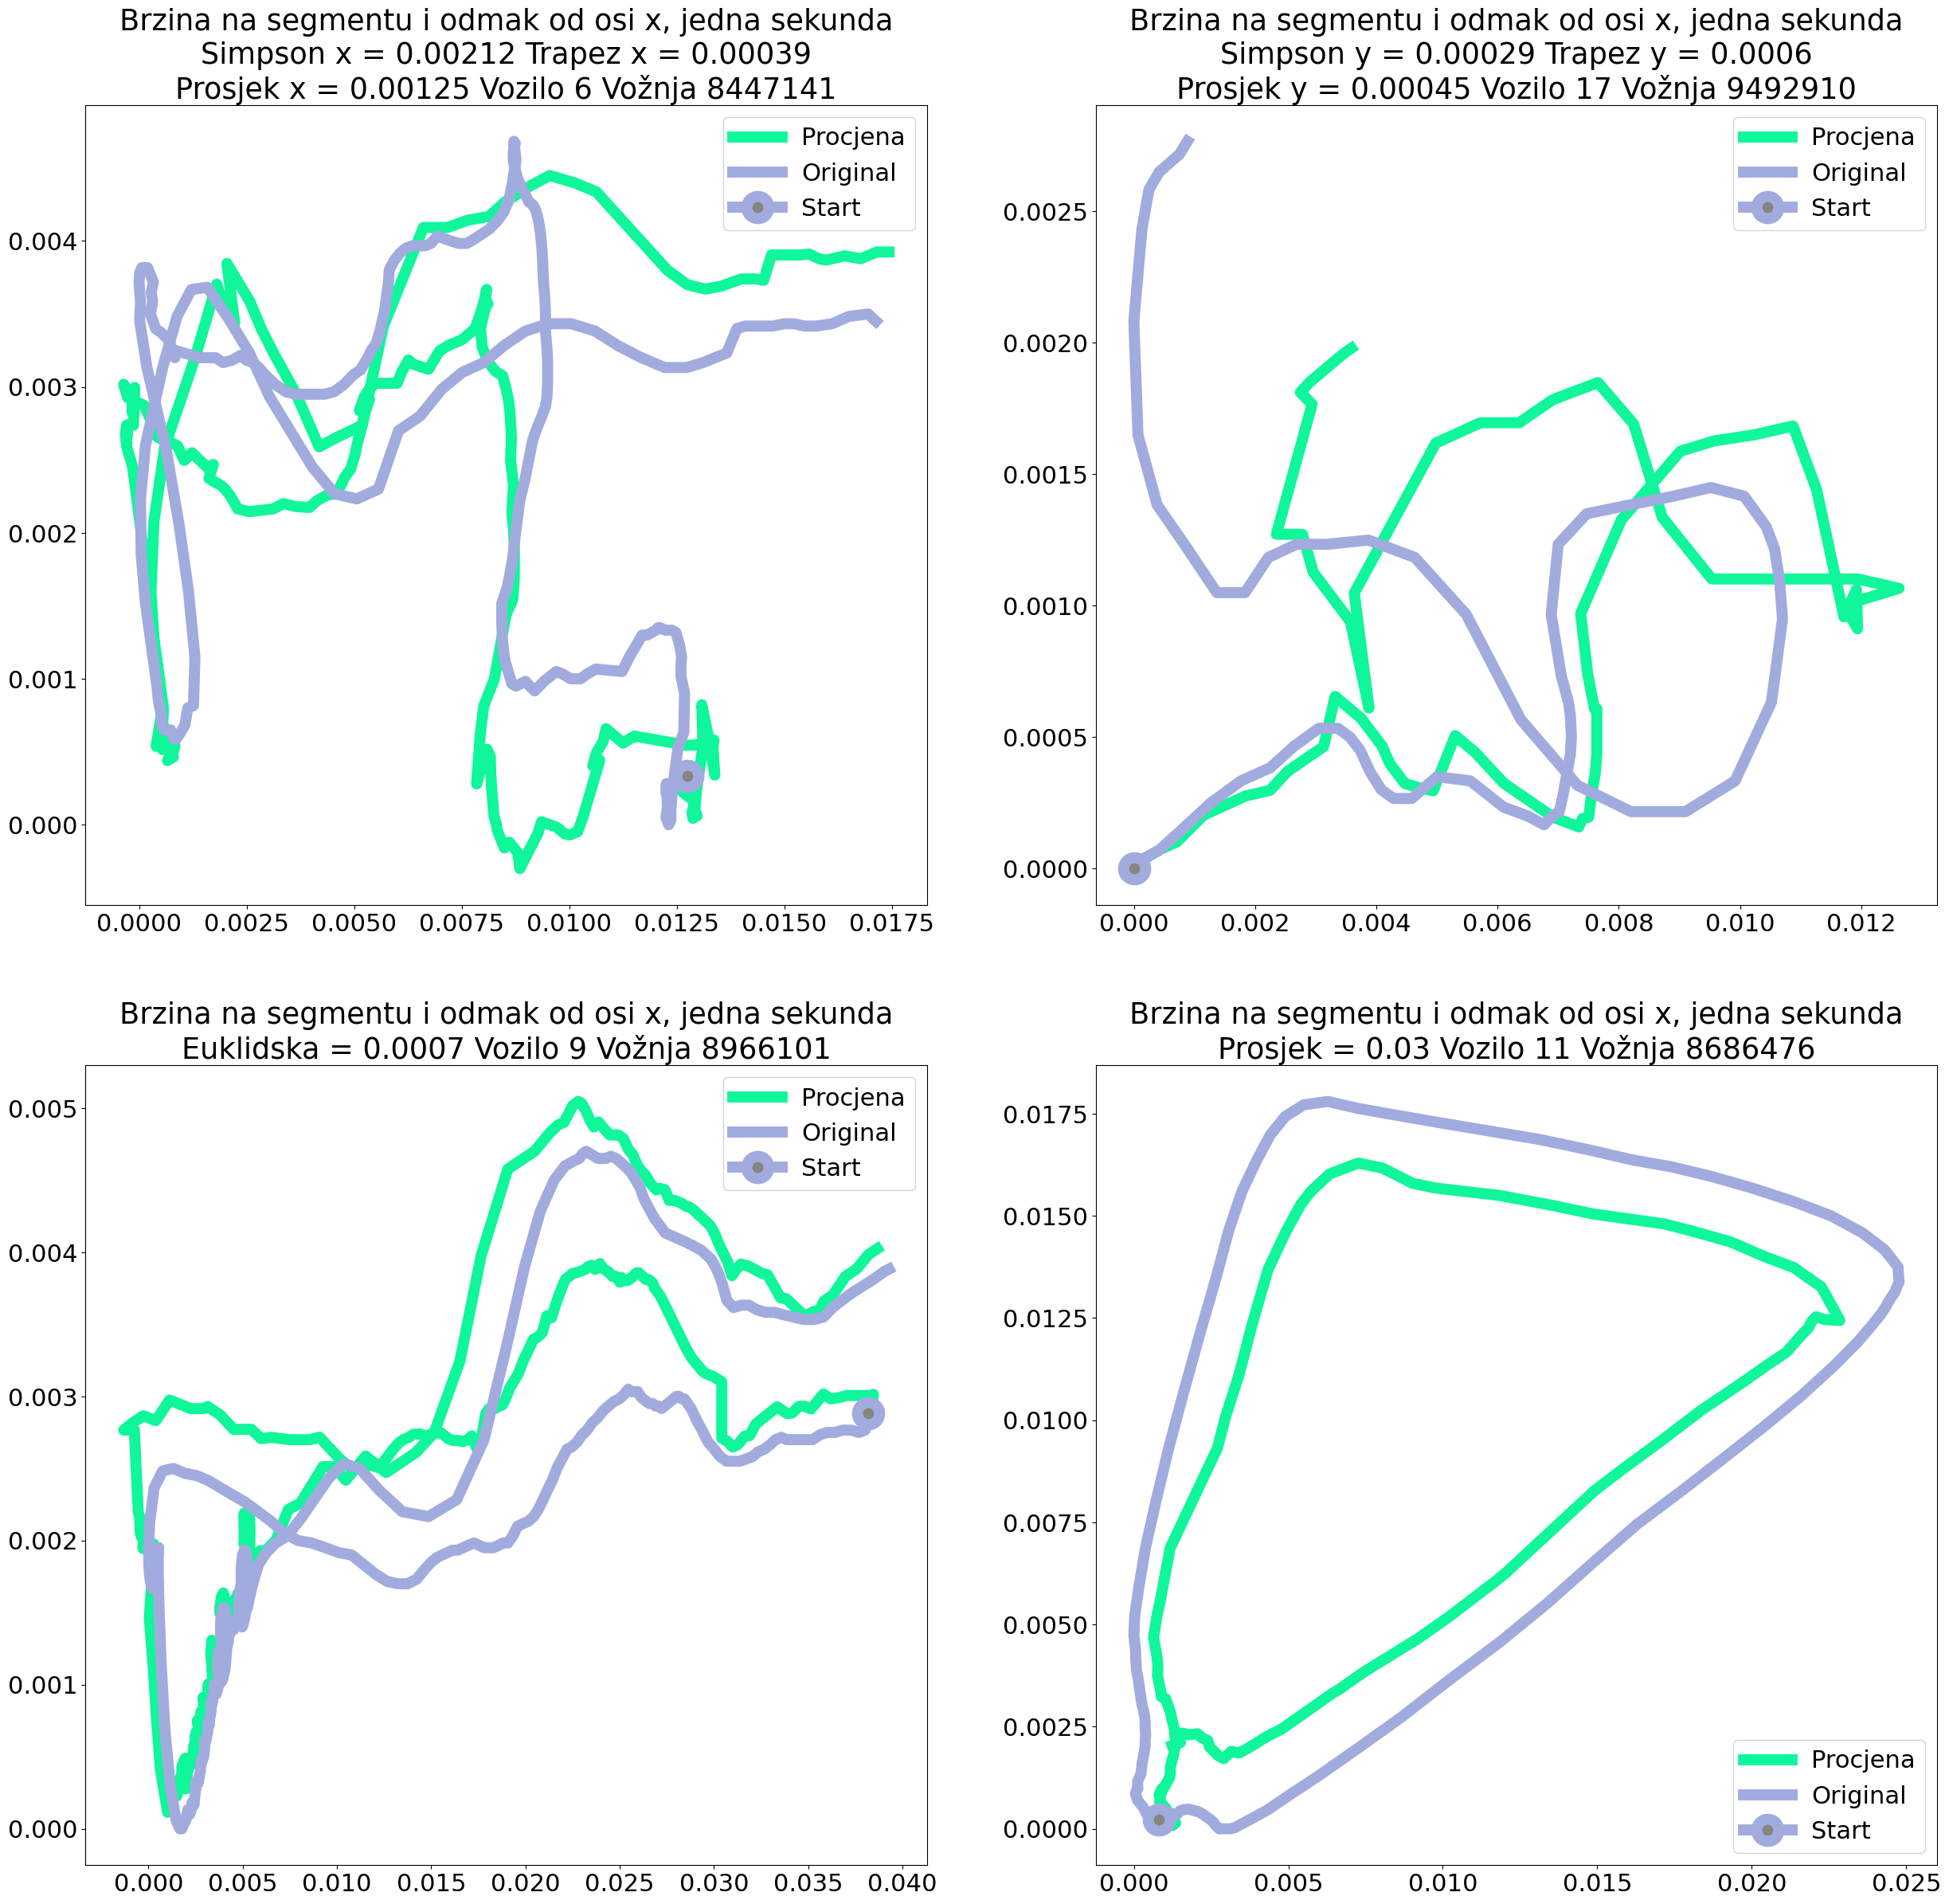 Brzina na segmentu i odmak od osi x, jedna sekunda
Simpson x = 0.00212 Trapez x = 0.00039
Prosjek x = 0.00125 Vozilo 6 Vožnja 8447141
Procjena
Original
Start
0.004
0.003
0.002
0.001
0.000
0.0000 0.0025 0.0050 0.0075 0.0100 0.0125 0.0150 0.0175
Brzina na segmentu i odmak od osi x, jedna sekunda
Simpson y = 0.00029 Trapez y = 0.0006
Prosjek y = 0.00045 Vozilo 17 Vožnja 9492910
Procjena
Original
Start
0.0025
0.0020
0.0015
0.0010
0.0005
0.0000
0.000 0.002 0.004 0.006 0.008 0.010 0.012
Brzina na segmentu i odmak od osi x, jedna sekunda
Euklidska = 0.0007 Vozilo 9 Vožnja 8966101
Procjena
Original
Start
0.005
0.004
0.003
0.002
0.001
0.000
0.000 0.005 0.010 0.015 0.020 0.025 0.030 0.035 0.040
Brzina na segmentu i odmak od osi x, jedna sekunda
Prosjek = 0.03 Vozilo 11 Vožnja 8686476
0.0175
0.0150
0.0125
0.0100
0.0075
0.0050
0.0025
0.0000
Procjena
Original
Start
0.000 0.005 0.010 0.015 0.020 0.025